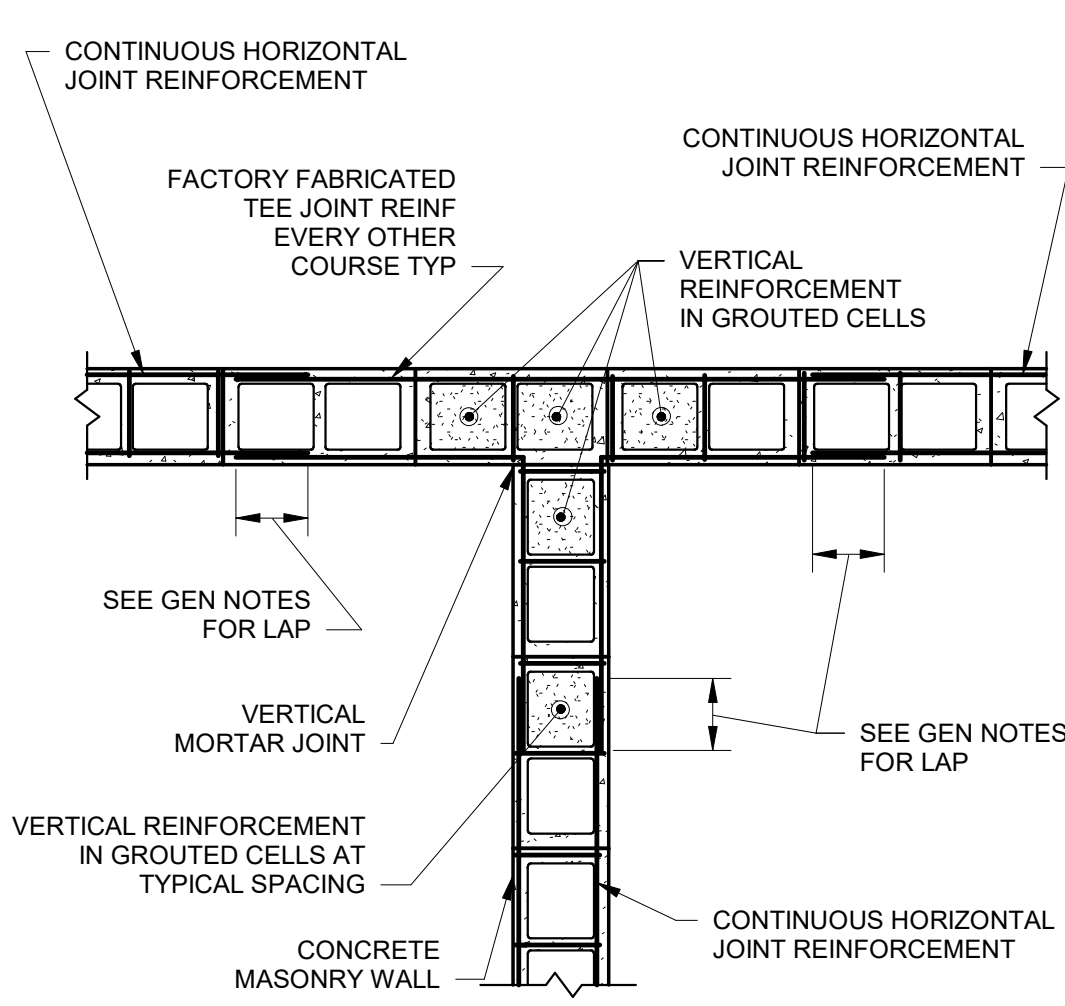 CONTINUOUS HORIZONTAL
JOINT REINFORCEMENT
CONTINUOUS HORIZONTAL
JOINT REINFORCEMENT
FACTORY FABRICATED
TEE JOINT REINF
EVERY OTHER
COURSE TYP
VERTICAL
REINFORCEMENT
IN GROUTED CELLS
SEE GEN NOTES
FOR LAP
VERTICAL
MORTAR JOINT
SEE GEN NOTES
FOR LAP
VERTICAL REINFORCEMENT
IN GROUTED CELLS AT
TYPICAL SPACING
CONCRETE
MASONRY WALL
CONTINUOUS HORIZONTAL
JOINT REINFORCEMENT